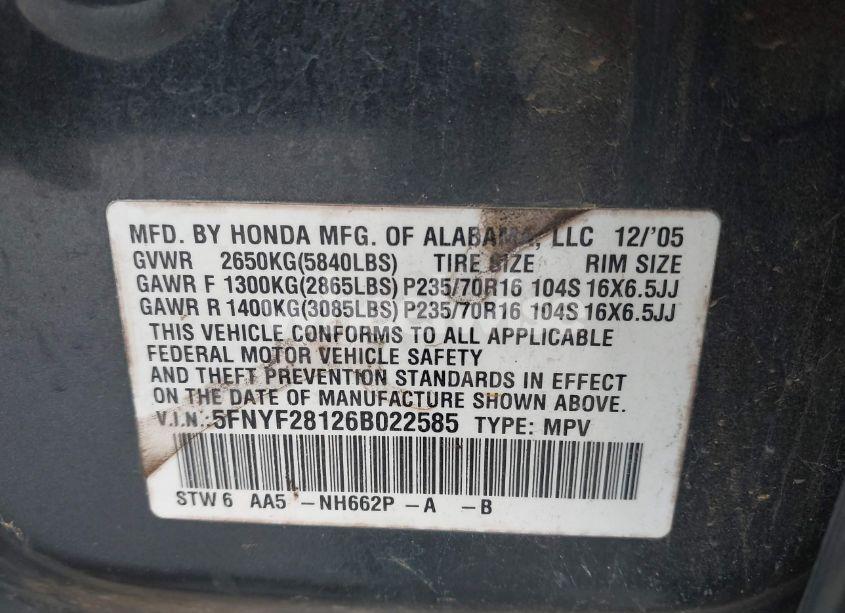 MFD. BY HONDA MFG. OF ALABAMA, LLC 12/'05
GVWR 2650KG(5840LBS) TIRE SIZE RIM SIZE
GAWR F 1300KG(2865LBS) P235/70R16 104S 16X6.5JJ
GAWR R 1400KG(3085LBS) P235/70R16 104S 16X6.5JJ
THIS VEHICLE CONFORMS TO ALL APPLICABLE
FEDERAL MOTOR VEHICLE SAFETY
AND THEFT PREVENTION STANDARDS IN EFFECT
ON THE DATE OF MANUFACTURE SHOWN ABOVE.
V.I.N.: 5FNYF28126B022585 TYPE: MPV
STW6 AA5 -NH662P -A -B